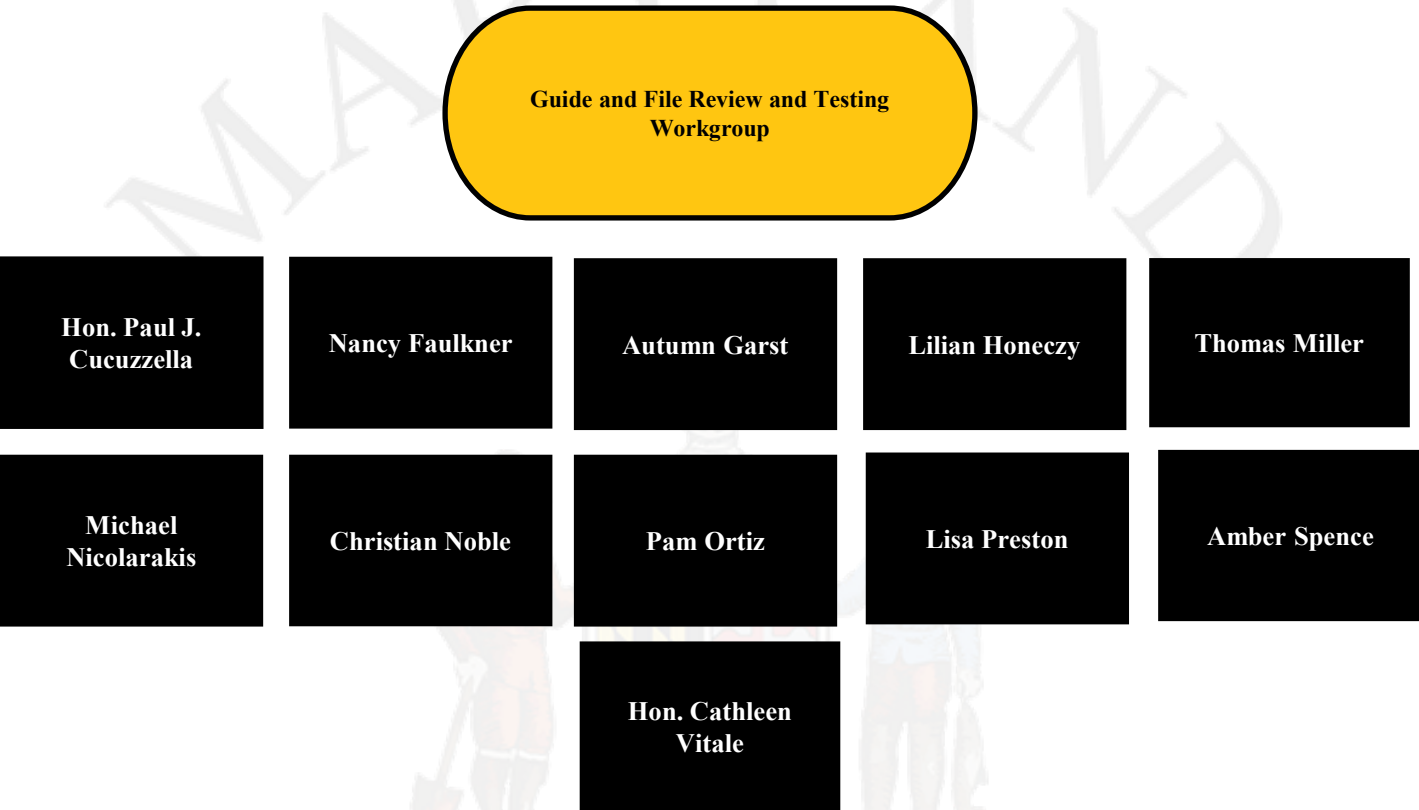 MARYLAND
Guide and File Review and Testing
Workgroup
Hon. Paul J.
Cucuzzella
Nancy Faulkner
Autumn Garst
Lilian Honeczy
Thomas Miller
Michael
Nicolarakis
Christian Noble
Pam Ortiz
Lisa Preston
Amber Spence
Hon. Cathleen
Vitale